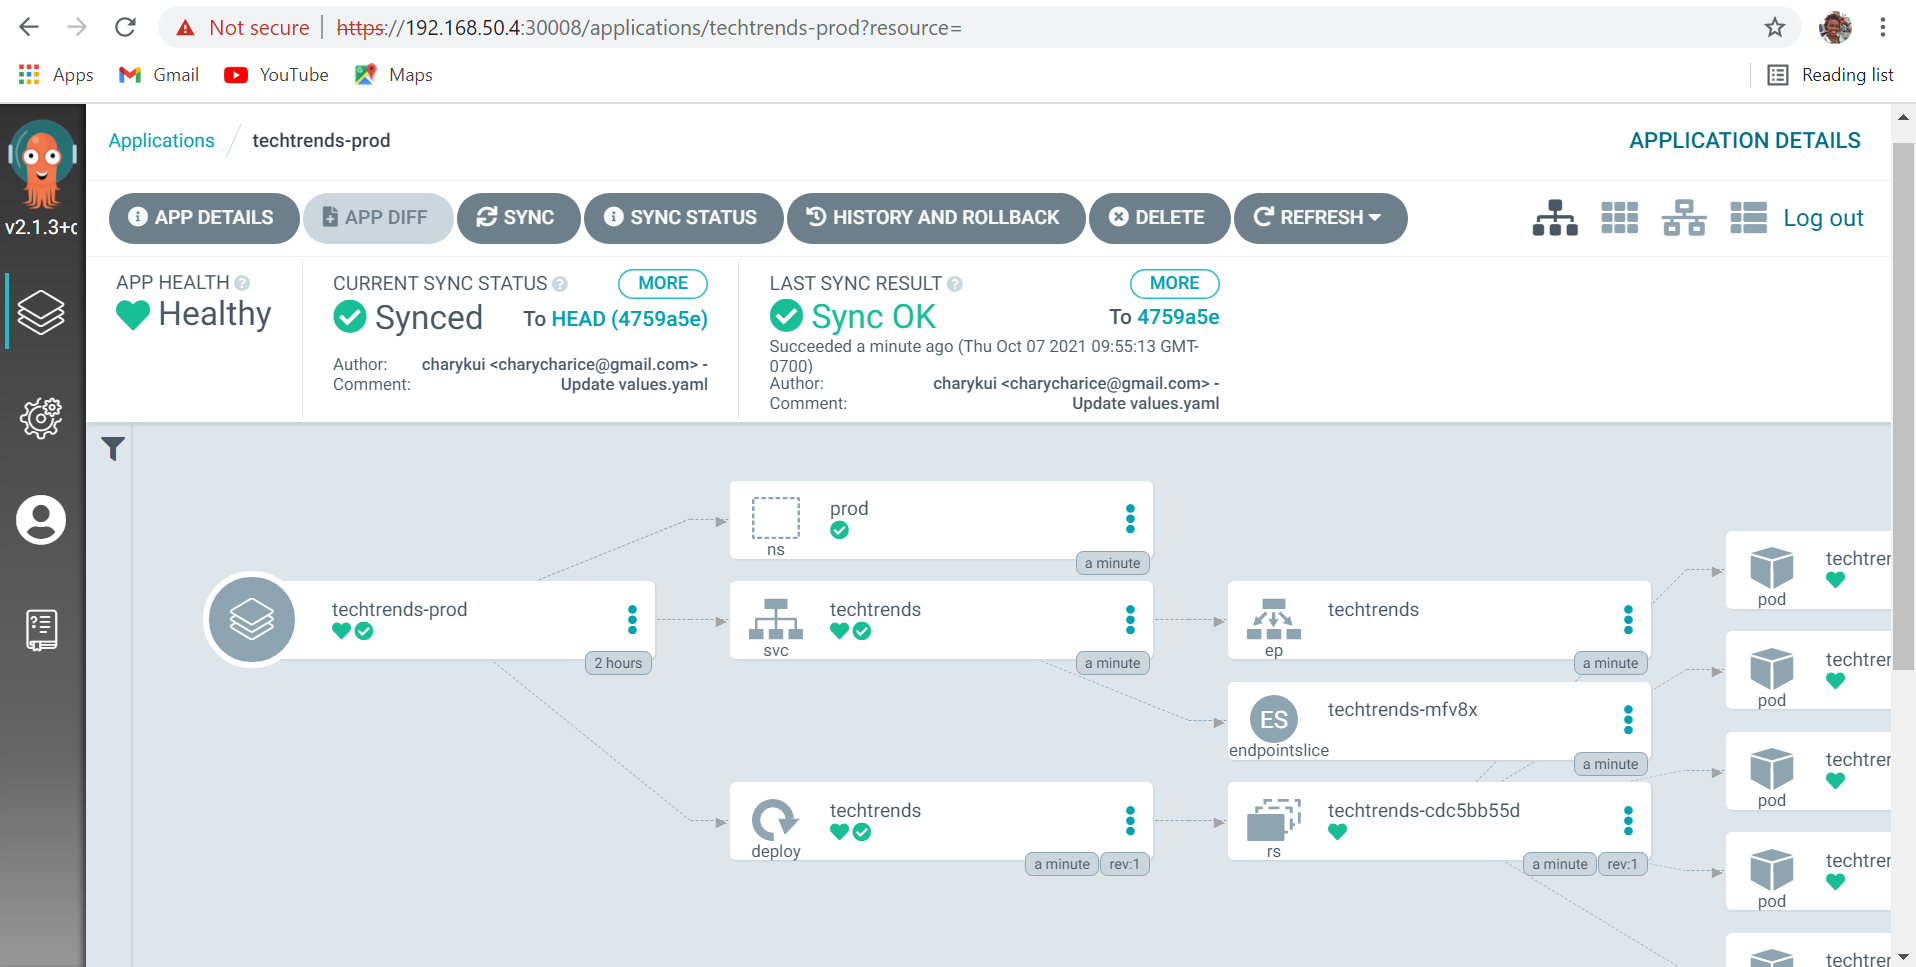 Not secure | https://192.168.50.4:30008/applications/techtrends-prod?resource=
Apps Gmail YouTube Maps Reading list
Applications / techtrends-prod APPLICATION DETAILS
v2.1.3+
APP DETAILS APP DIFF SYNC SYNC STATUS HISTORY AND ROLLBACK DELETE REFRESH Log out
APP HEALTH
Healthy
CURRENT SYNC STATUS MORE
Synced To HEAD (4759a5e)
Author: charykui <charycharice@gmail.com> -
Comment: Update values.yaml
LAST SYNC RESULT MORE
Sync OK To 4759a5e
Succeeded a minute ago (Thu Oct 07 2021 09:55:13 GMT-
0700)
Author: charykui <charycharice@gmail.com> -
Comment: Update values.yaml
techtrends-prod
2 hours
prod
ns
a minute
techtrends
svc
a minute
techtrends
deploy
a minute rev:1
techtrends
ep
a minute
ES techtrends-mfv8x
endpointslice
a minute
techtrends-cdc5bb55d
rs
a minute rev:1
techtrer
pod
techtrer
pod
techtrer
pod
techtrer
pod
techtren